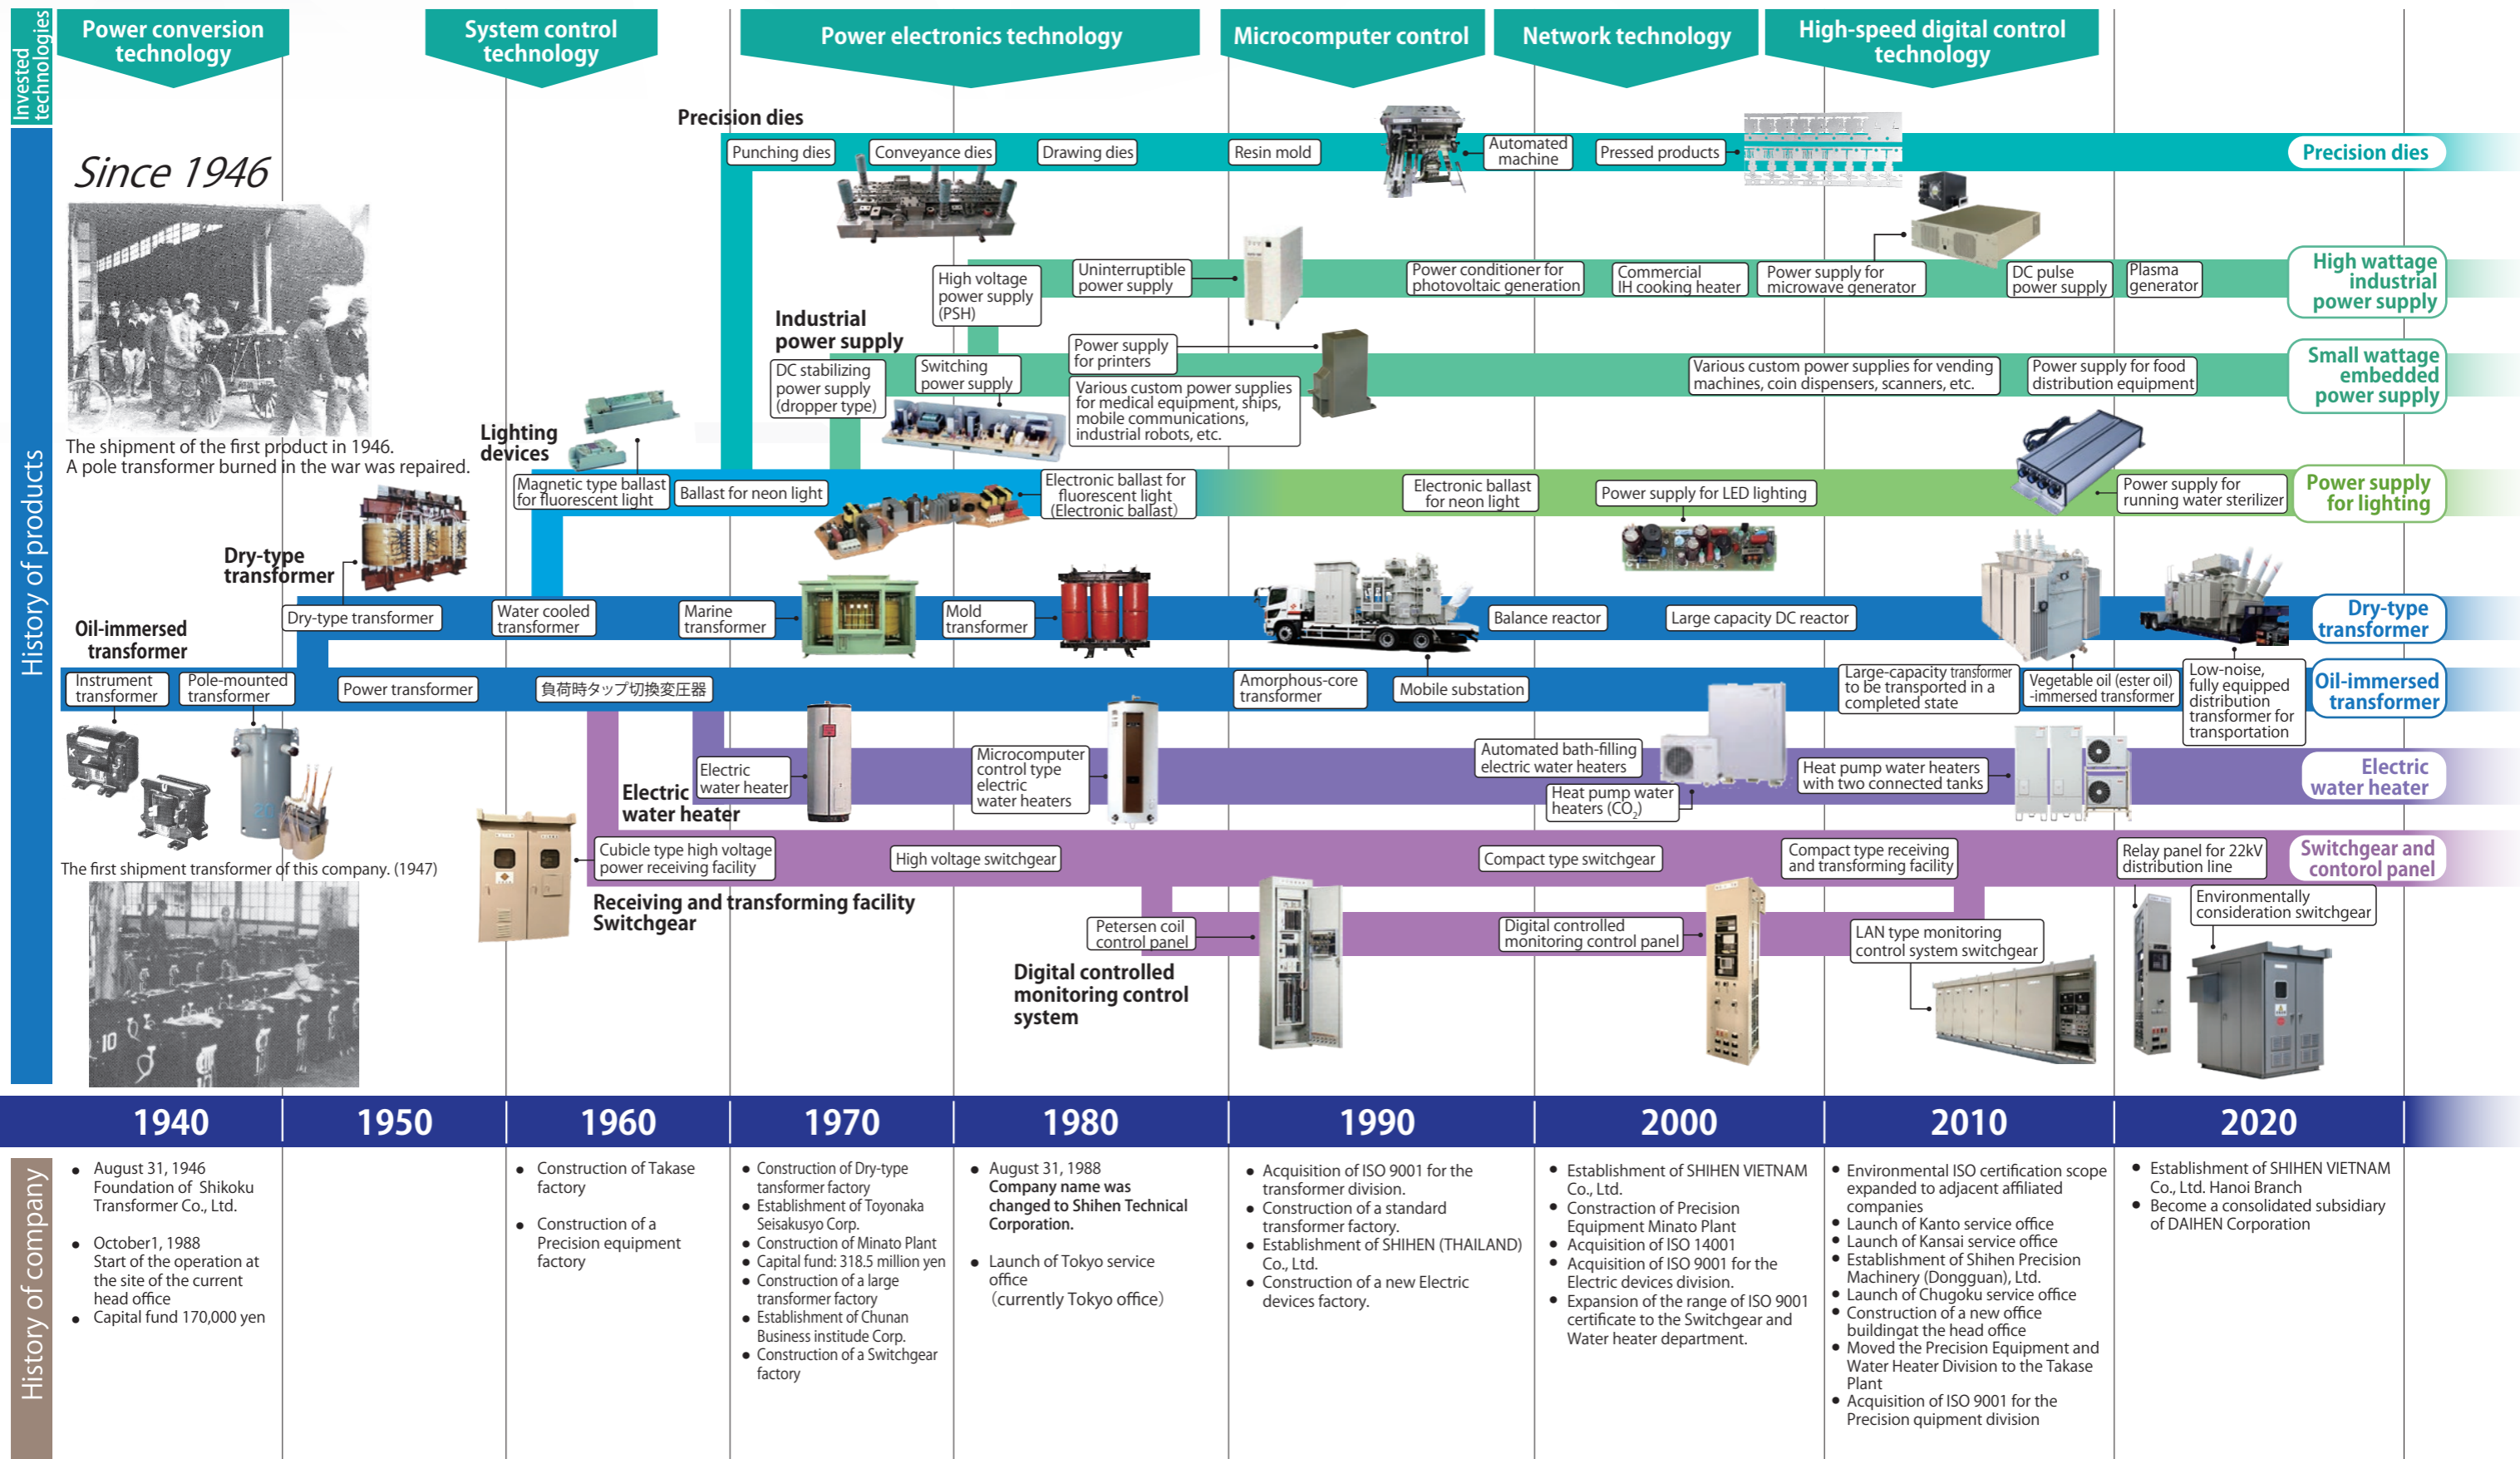 Invested
technologies
Power conversion
technology
System control
technology
Power electronics technology
Microcomputer control
Network technology
High-speed digital control
technology
History of products
Since 1946
The shipment of the first product in 1946.
A pole transformer burned in the war was repaired.
Precision dies
Punching dies
Conveyance dies
Drawing dies
Resin mold
Automated
machine
Pressed products
Precision dies
High voltage
power supply
(PSH)
Uninterruptible
power supply
Power conditioner for
photovoltaic generation
Commercial
IH cooking heater
Power supply for
microwave generator
DC pulse
power supply
Plasma
generator
High wattage
industrial
power supply
Industrial
power supply
DC stabilizing
power supply
(dropper type)
Switching
power supply
Power supply
for printers
Various custom power supplies
for medical equipment, ships,
mobile communications,
industrial robots, etc.
Various custom power supplies for vending
machines, coin dispensers, scanners, etc.
Power supply for food
distribution equipment
Small wattage
embedded
power supply
Lighting
devices
Magnetic type ballast
for fluorescent light
Ballast for neon light
Electronic ballast for
fluorescent light
(Electronic ballast)
Electronic ballast
for neon light
Power supply for LED lighting
Power supply for
running water sterilizer
Power supply
for lighting
Dry-type
transformer
Dry-type transformer
Water cooled
transformer
Marine
transformer
Mold
transformer
Balance reactor
Large capacity DC reactor
Dry-type
transformer
Oil-immersed
transformer
Instrument
transformer
Pole-mounted
transformer
Power transformer
負荷時タップ切換変圧器
Amorphous-core
transformer
Mobile substation
Large-capacity transformer
to be transported in a
completed state
Vegetable oil (ester oil)
-immersed transformer
Low-noise,
fully equipped
distribution
transformer for
transportation
Oil-immersed
transformer
Electric
water heater
Electric
water heater
Microcomputer
control type
electric
water heaters
Automated bath-filling
electric water heaters
Heat pump water
heaters (CO₂)
Heat pump water heaters
with two connected tanks
Electric
water heater
The first shipment transformer of this company. (1947)
10
Cubicle type high voltage
power receiving facility
High voltage switchgear
Compact type switchgear
Compact type receiving
and transforming facility
Relay panel for 22kV
distribution line
Switchgear and
contorol panel
Receiving and transforming facility
Switchgear
Petersen coil
control panel
Digital controlled
monitoring control panel
LAN type monitoring
control system switchgear
Environmentally
consideration switchgear
Digital controlled
monitoring control
system
1940
1950
1960
1970
1980
1990
2000
2010
2020
History of company
● August 31, 1946
Foundation of Shikoku
Transformer Co., Ltd.
● October1, 1988
Start of the operation at
the site of the current
head office
● Capital fund 170,000 yen
● Construction of Takase
factory
● Construction of a
Precision equipment
factory
● Construction of Dry-type
tansformer factory
● Establishment of Toyonaka
Seisakusyo Corp.
● Construction of Minato Plant
● Capital fund: 318.5 million yen
● Construction of a large
transformer factory
● Establishment of Chunan
Business institude Corp.
● Construction of a Switchgear
factory
● August 31, 1988
Company name was
changed to Shihen Technical
Corporation.
● Launch of Tokyo service
office
（currently Tokyo office）
● Acquisition of ISO 9001 for the
transformer division.
● Construction of a standard
transformer factory.
● Establishment of SHIHEN (THAILAND)
Co., Ltd.
● Construction of a new Electric
devices factory.
● Establishment of SHIHEN VIETNAM
Co., Ltd.
● Constraction of Precision
Equipment Minato Plant
● Acquisition of ISO 14001
● Acquisition of ISO 9001 for the
Electric devices division.
● Expansion of the range of ISO 9001
certificate to the Switchgear and
Water heater department.
● Environmental ISO certification scope
expanded to adjacent affiliated
companies
● Launch of Kanto service office
● Launch of Kansai service office
● Establishment of Shihen Precision
Machinery (Dongguan), Ltd.
● Launch of Chugoku service office
● Construction of a new office
buildingat the head office
● Moved the Precision Equipment and
Water Heater Division to the Takase
Plant
● Acquisition of ISO 9001 for the
Precision quipment division
● Establishment of SHIHEN VIETNAM
Co., Ltd. Hanoi Branch
● Become a consolidated subsidiary
of DAIHEN Corporation